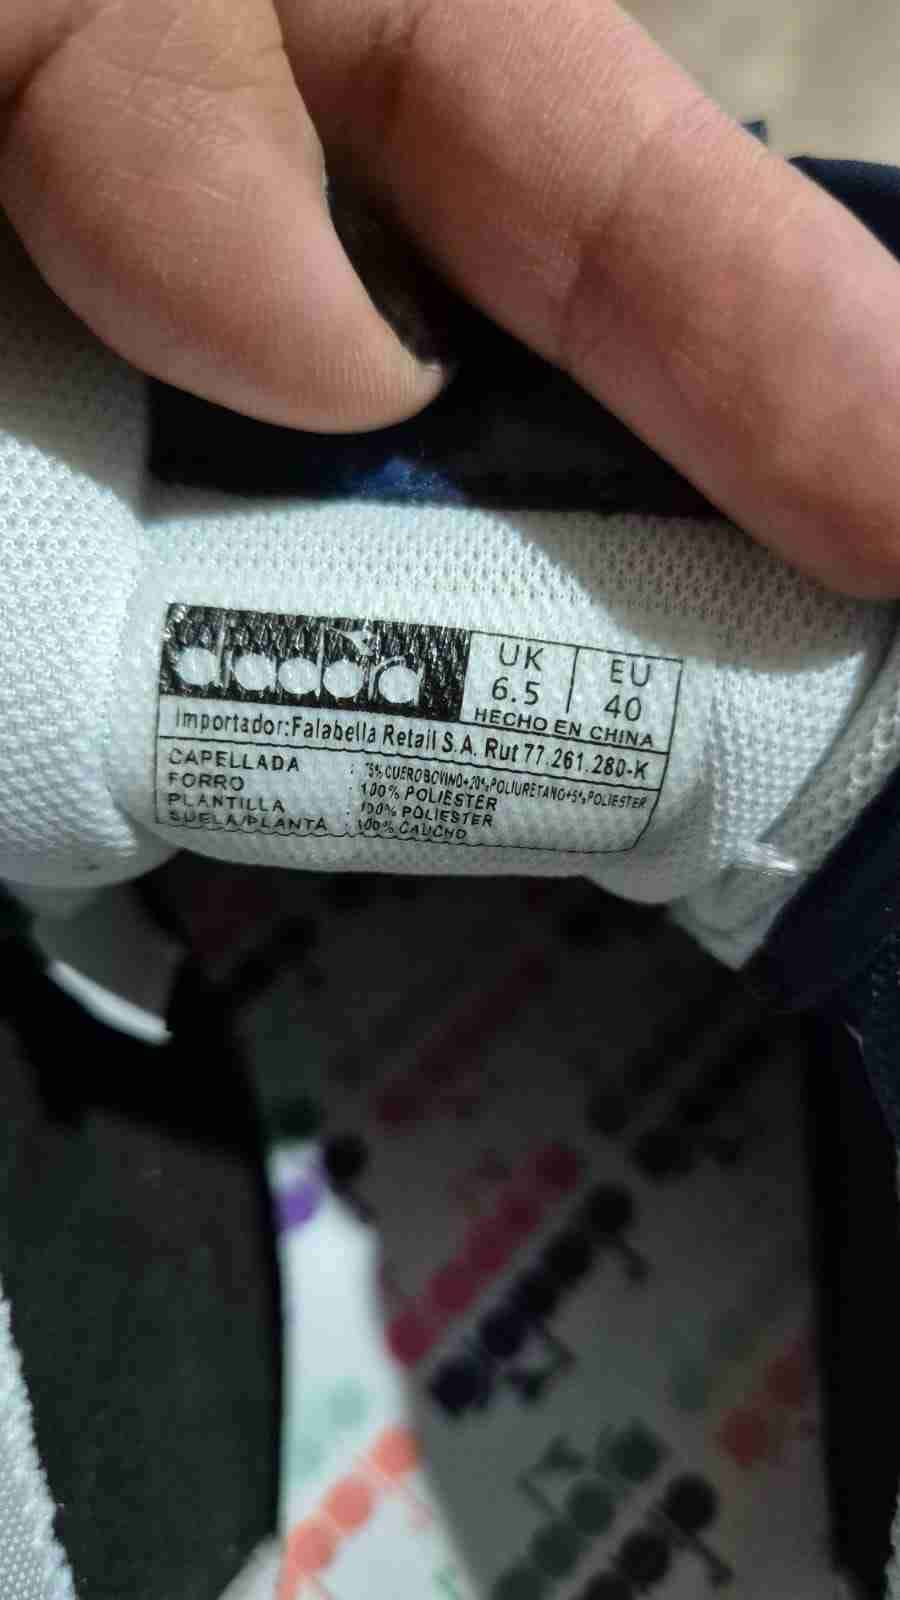 diadora
UK 6.5
EU 40
HECHO EN CHINA
Importador:Falabella Retail S.A. Rut 77.261.280-K
CAPELLADA : 75% CUERO BOVINO+20% POLIURETANO+5% POLIESTER
FORRO : 100% POLIESTER
PLANTILLA : 100% POLIESTER
SUELA/PLANTA : 100% CAUCHO